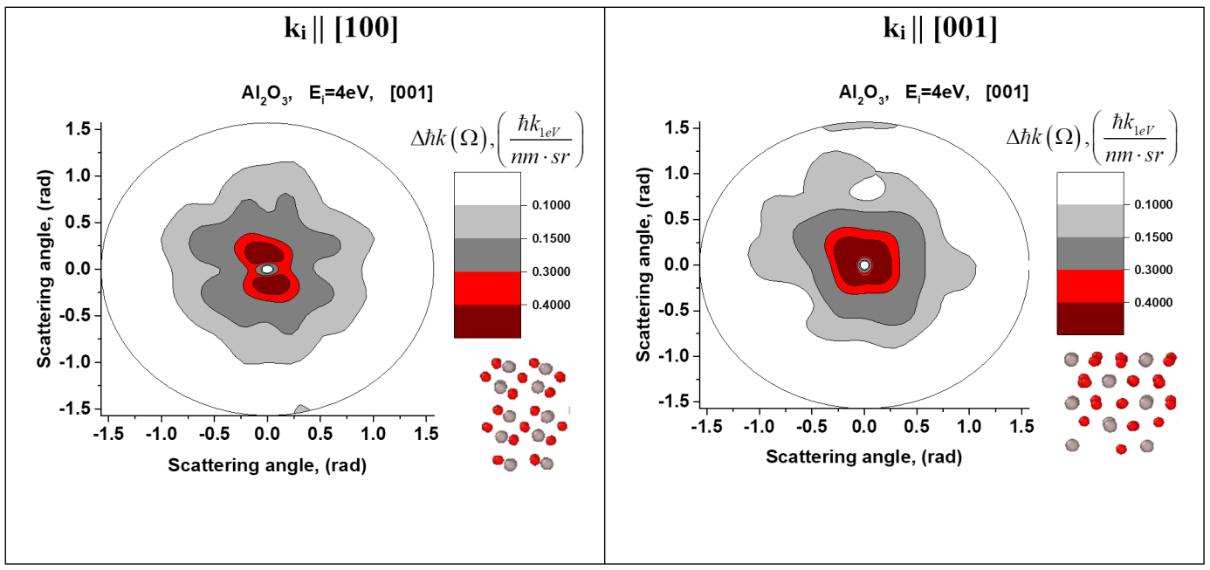 kᵢ || [100]
Al₂O₃, Eᵢ=4eV, [001]
Δħk(Ω), (ħk₁ₑV / nm · sr)
1.5
1.0
0.5
0.0
-0.5
-1.0
-1.5
Scattering angle, (rad)
-1.5 -1.0 -0.5 0.0 0.5 1.0 1.5
Scattering angle, (rad)
0.1000
0.1500
0.3000
0.4000
kᵢ || [001]
Al₂O₃, Eᵢ=4eV, [001]
Δħk(Ω), (ħk₁ₑV / nm · sr)
1.5
1.0
0.5
0.0
-0.5
-1.0
-1.5
Scattering angle, (rad)
-1.5 -1.0 -0.5 0.0 0.5 1.0 1.5
Scattering angle, (rad)
0.1000
0.1500
0.3000
0.4000